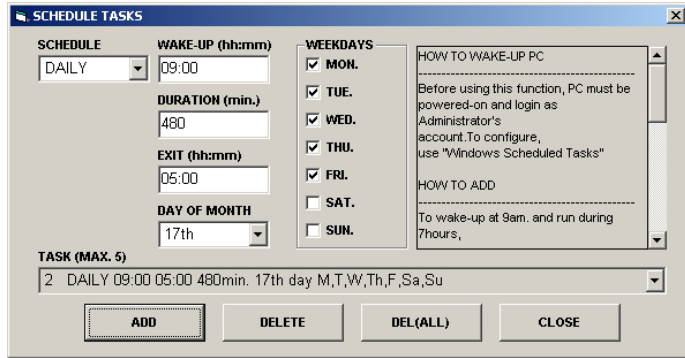 SCHEDULE TASKS
SCHEDULE
DAILY
WAKE-UP (hh:mm)
09:00
DURATION (min.)
480
EXIT (hh:mm)
05:00
DAY OF MONTH
17th
WEEKDAYS
MON.
TUE.
WED.
THU.
FRI.
SAT.
SUN.
HOW TO WAKE-UP PC
------------------------------------------------------
Before using this function, PC must be
powered-on and login as
Administrator's
account.To configure,
use "Windows Scheduled Tasks"
HOW TO ADD
------------------------------------------------------
To wake-up at 9am. and run during
7hours,
TASK (MAX. 5)
2 DAILY 09:00 05:00 480min. 17th day M,T,W,Th,F,Sa,Su
ADD
DELETE
DEL(ALL)
CLOSE